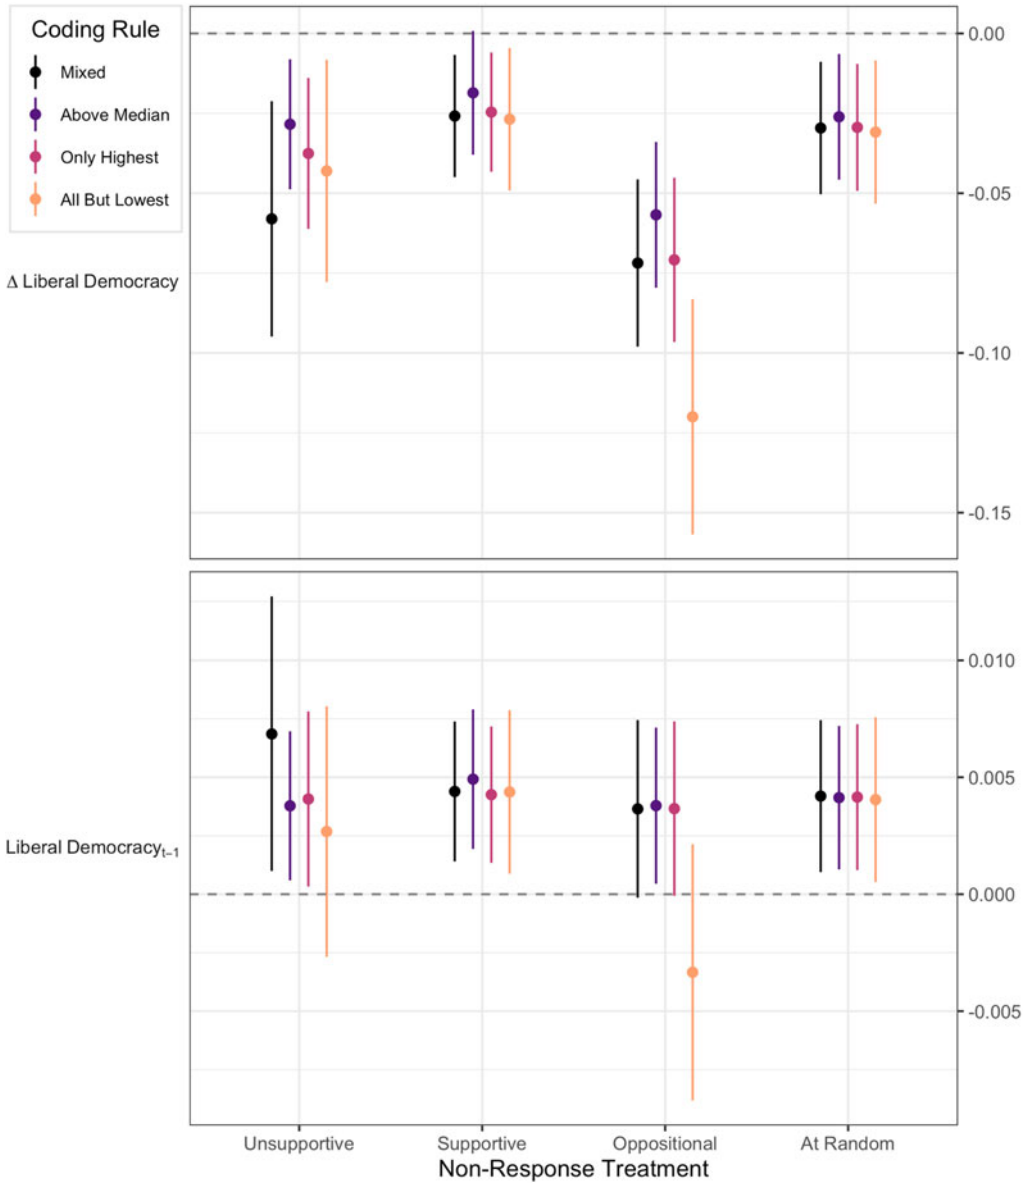 Coding Rule
Mixed
Above Median
Only Highest
All But Lowest
Δ Liberal Democracy
0.00
-0.05
-0.10
-0.15
Liberal Democracyₜ₋₁
0.010
0.005
0.000
-0.005
Unsupportive Supportive Oppositional At Random
Non-Response Treatment